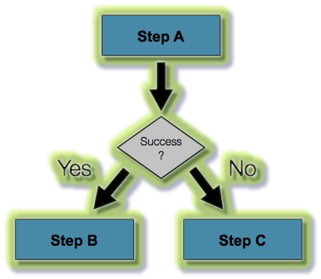 Step A
Success
?
Yes
No
Step B
Step C